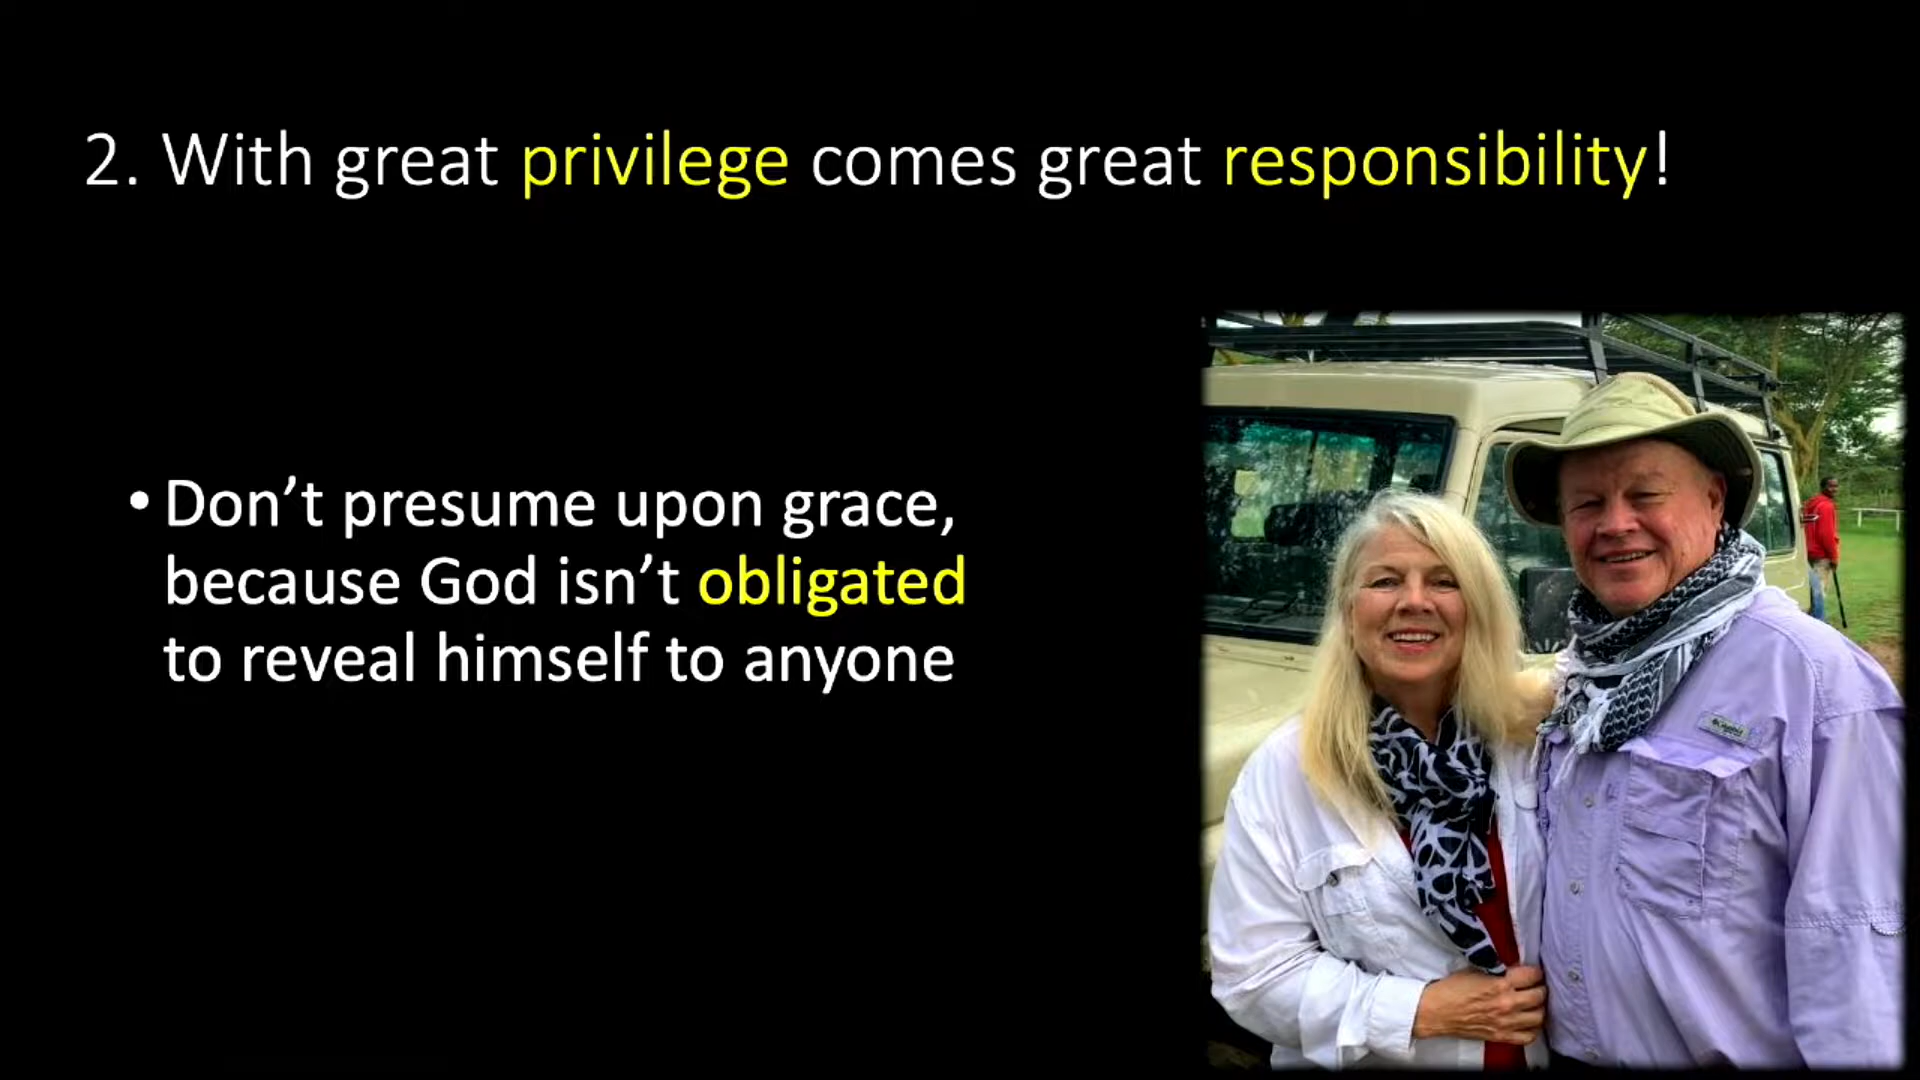 2. With great privilege comes great responsibility!
• Don’t presume upon grace,
because God isn’t obligated
to reveal himself to anyone